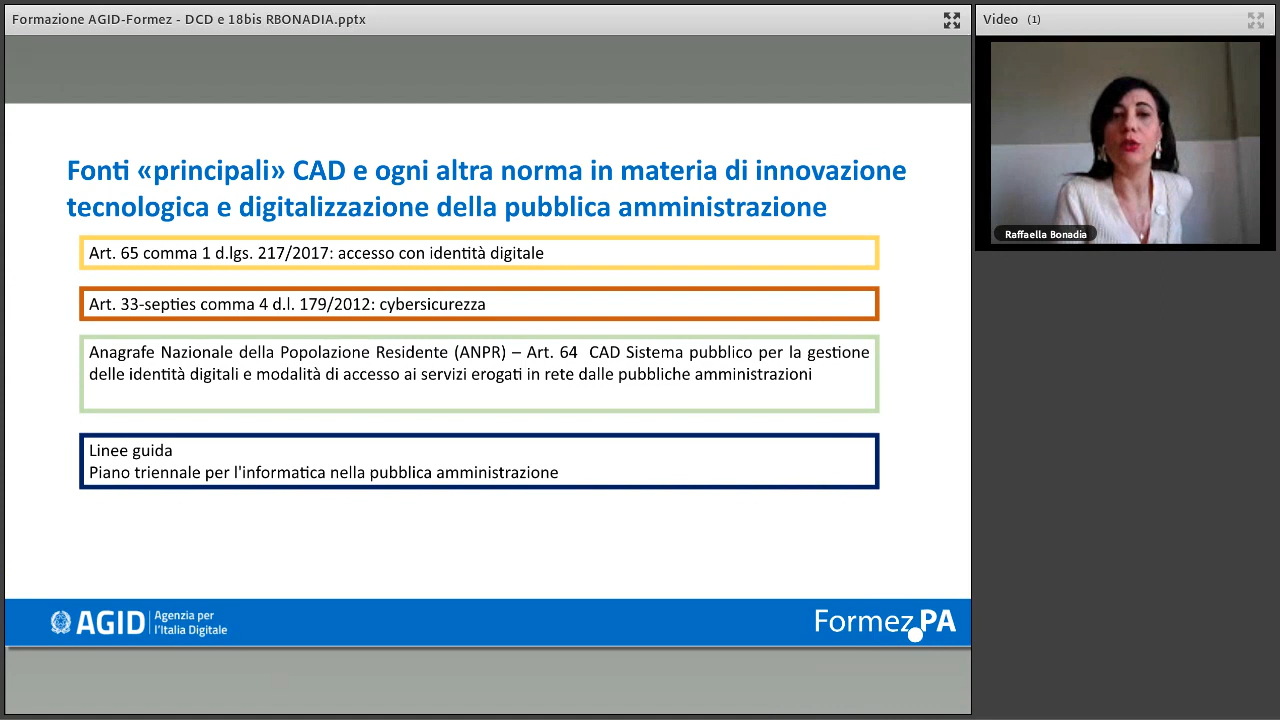 Formazione AGID-Formez - DCD e 18bis RBONADIA.pptx
Video (1)
Raffaella Bonadia
Fonti «principali» CAD e ogni altra norma in materia di innovazione
tecnologica e digitalizzazione della pubblica amministrazione
Art. 65 comma 1 d.lgs. 217/2017: accesso con identità digitale
Art. 33-septies comma 4 d.l. 179/2012: cybersicurezza
Anagrafe Nazionale della Popolazione Residente (ANPR) – Art. 64 CAD Sistema pubblico per la gestione
delle identità digitali e modalità di accesso ai servizi erogati in rete dalle pubbliche amministrazioni
Linee guida
Piano triennale per l'informatica nella pubblica amministrazione
AGID
Agenzia per
l'Italia Digitale
Formez PA